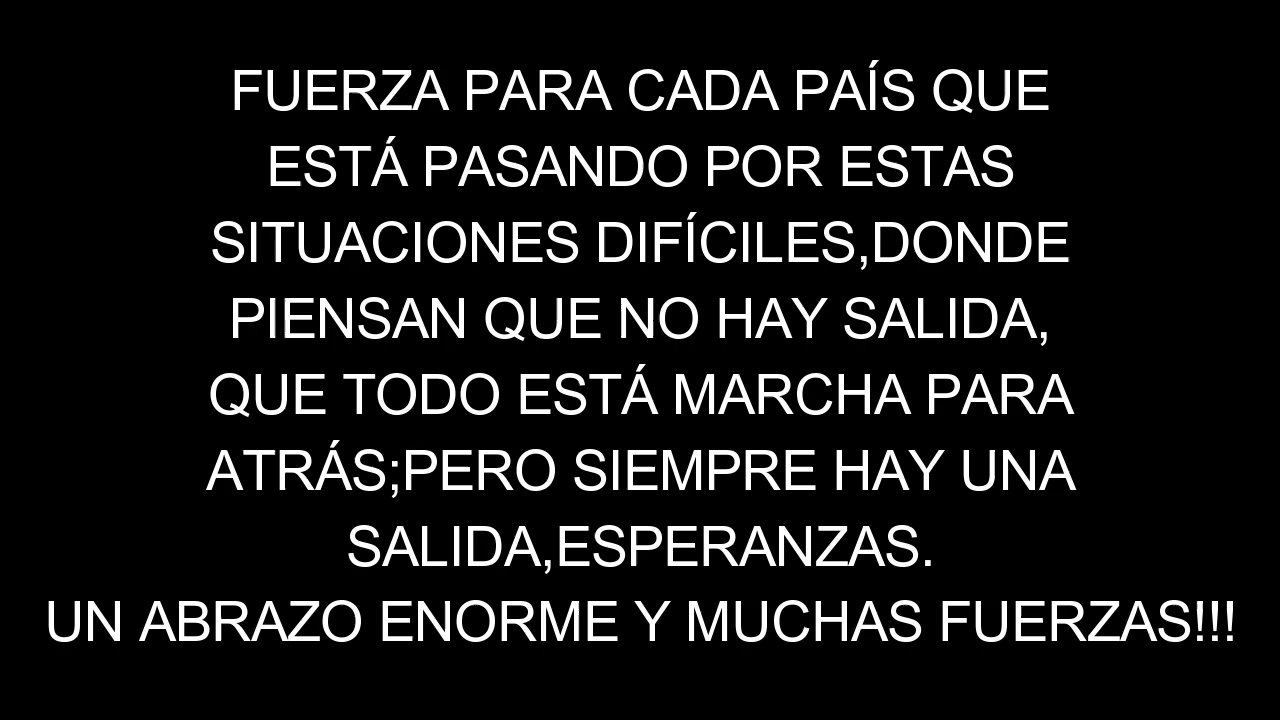 FUERZA PARA CADA PAÍS QUE
ESTÁ PASANDO POR ESTAS
SITUACIONES DIFÍCILES,DONDE
PIENSAN QUE NO HAY SALIDA,
QUE TODO ESTÁ MARCHA PARA
ATRÁS;PERO SIEMPRE HAY UNA
SALIDA,ESPERANZAS.
UN ABRAZO ENORME Y MUCHAS FUERZAS!!!